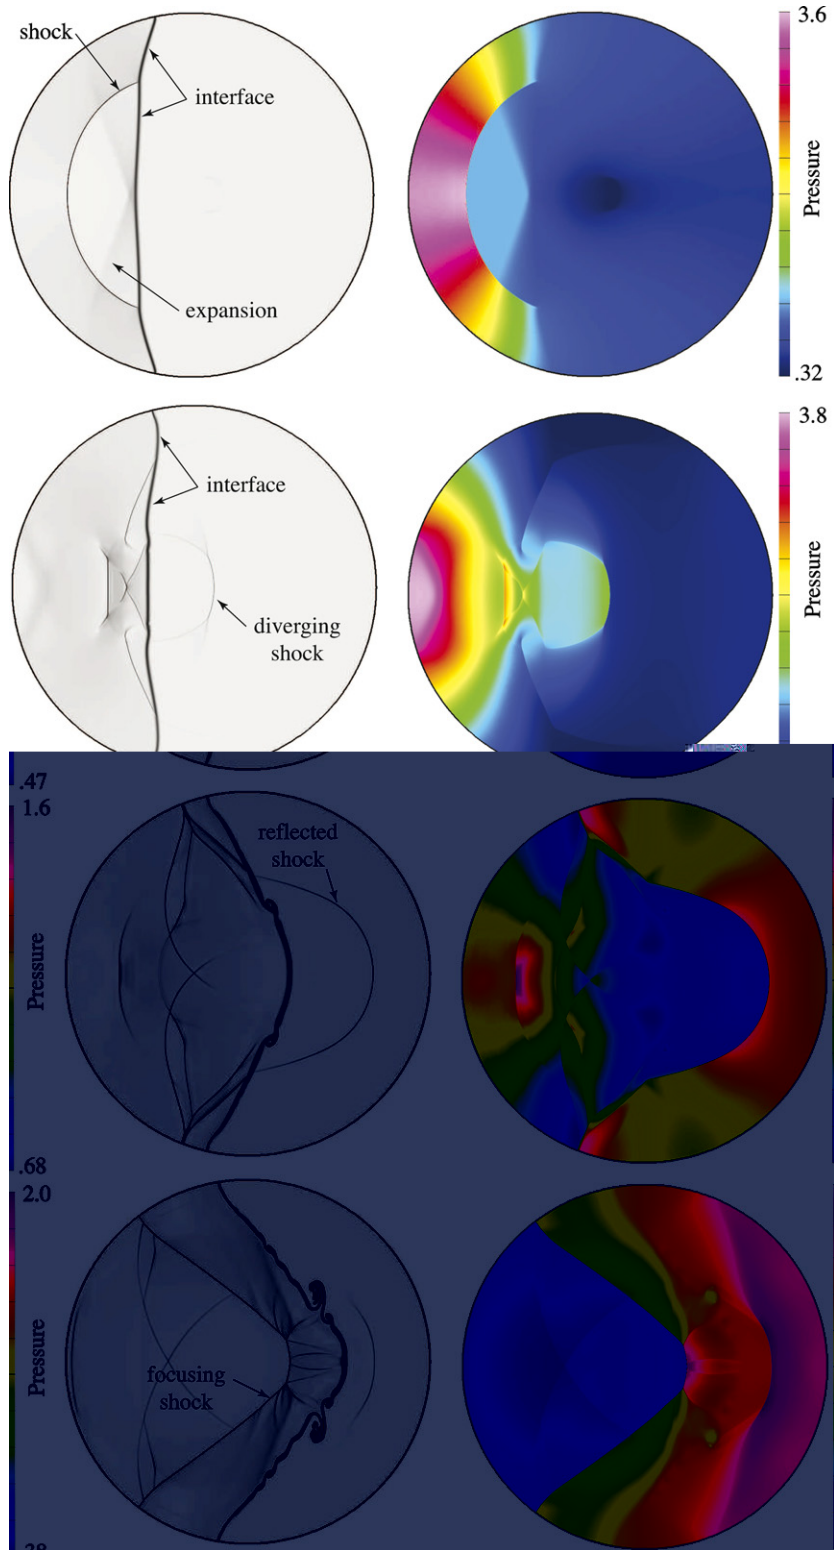 shock
interface
expansion
3.6
Pressure
.32
interface
diverging
shock
3.8
Pressure
.47
1.6
reflected
shock
Pressure
.68
2.0
Pressure
focusing
shock